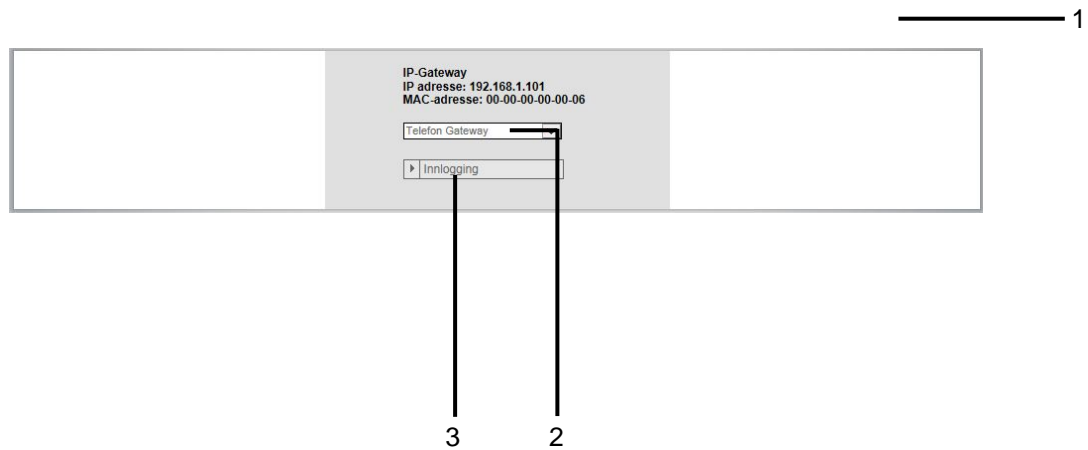 1
IP-Gateway
IP adresse: 192.168.1.101
MAC-adresse: 00-00-00-00-00-06
Telefon Gateway
Innlogging
3 2